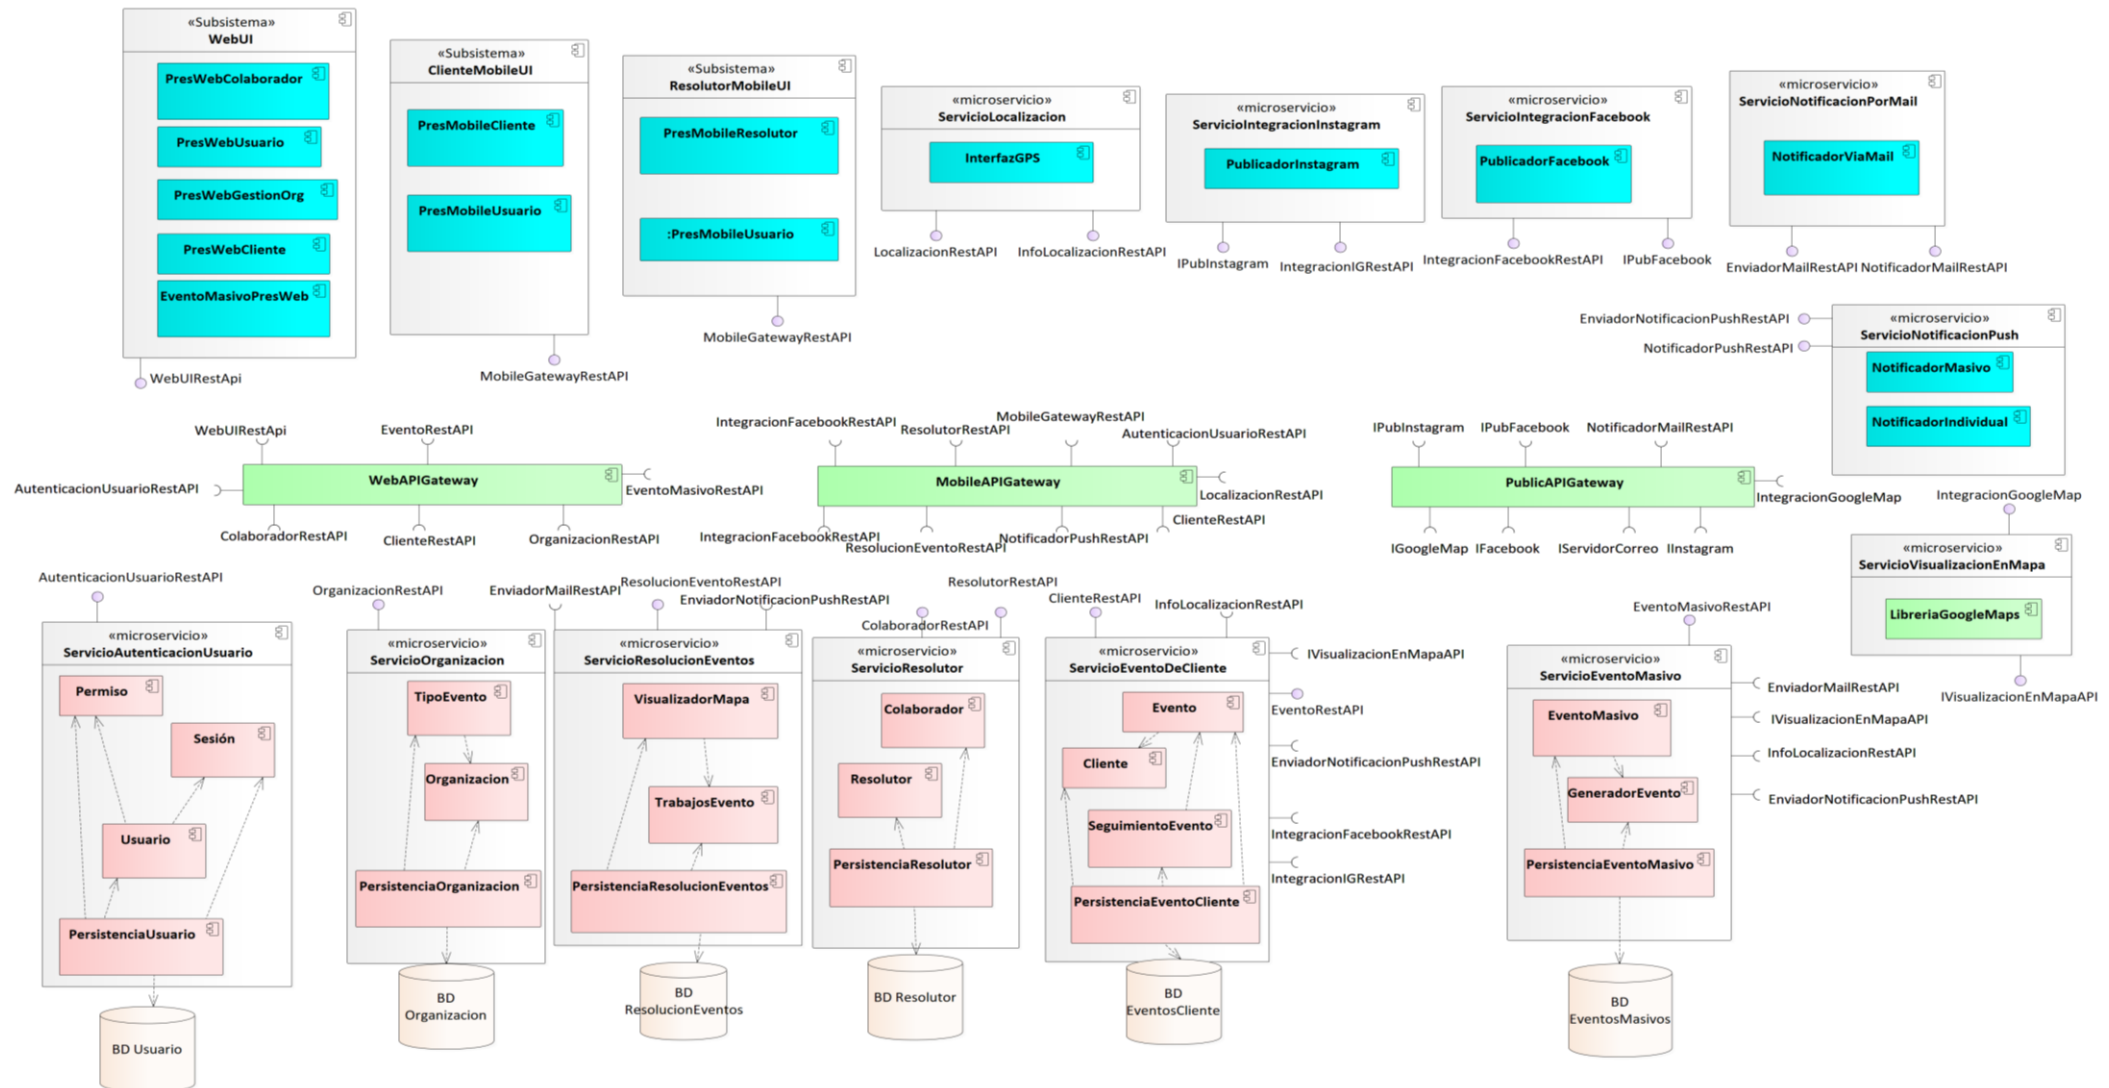 «Subsistema»
WebUI
PresWebColaborador
PresWebUsuario
PresWebGestionOrg
PresWebCliente
EventoMasivoPresWeb
WebUIRestApi
«Subsistema»
ClienteMobileUI
PresMobileCliente
PresMobileUsuario
MobileGatewayRestAPI
«Subsistema»
ResolutorMobileUI
PresMobileResolutor
:PresMobileUsuario
MobileGatewayRestAPI
«microservicio»
ServicioLocalizacion
InterfazGPS
LocalizacionRestAPI
InfoLocalizacionRestAPI
«microservicio»
ServicioIntegracionInstagram
PublicadorInstagram
IPubInstagram
IntegracionIGRestAPI
«microservicio»
ServicioIntegracionFacebook
PublicadorFacebook
IntegracionFacebookRestAPI
IPubFacebook
«microservicio»
ServicioNotificacionPorMail
NotificadorViaMail
EnviadorMailRestAPI
NotificadorMailRestAPI
EnviadorNotificacionPushRestAPI
NotificadorPushRestAPI
«microservicio»
ServicioNotificacionPush
NotificadorMasivo
NotificadorIndividual
WebUIRestApi
EventoRestAPI
AutenticacionUsuarioRestAPI
WebAPIGateway
EventoMasivoRestAPI
ColaboradorRestAPI
ClienteRestAPI
OrganizacionRestAPI
IntegracionFacebookRestAPI
ResolutorRestAPI
MobileGatewayRestAPI
AutenticacionUsuarioRestAPI
MobileAPIGateway
LocalizacionRestAPI
IntegracionFacebookRestAPI
ResolucionEventoRestAPI
NotificadorPushRestAPI
ClienteRestAPI
IPubInstagram
IPubFacebook
NotificadorMailRestAPI
PublicAPIGateway
IntegracionGoogleMap
IGoogleMap
IFacebook
IServidorCorreo
IInstagram
IntegracionGoogleMap
«microservicio»
ServicioVisualizacionEnMapa
LibreriaGoogleMaps
IVisualizacionEnMapaAPI
AutenticacionUsuarioRestAPI
«microservicio»
ServicioAutenticacionUsuario
Permiso
Sesión
Usuario
PersistenciaUsuario
BD Usuario
OrganizacionRestAPI
«microservicio»
ServicioOrganizacion
TipoEvento
Organizacion
PersistenciaOrganizacion
BD
Organizacion
EnviadorMailRestAPI
ResolucionEventoRestAPI
EnviadorNotificacionPushRestAPI
«microservicio»
ServicioResolucionEventos
VisualizadorMapa
TrabajosEvento
PersistenciaResolucionEventos
BD
ResolucionEventos
ColaboradorRestAPI
ResolutorRestAPI
«microservicio»
ServicioResolutor
Colaborador
Resolutor
PersistenciaResolutor
BD Resolutor
ClienteRestAPI
InfoLocalizacionRestAPI
«microservicio»
ServicioEventoDeCliente
Evento
Cliente
SeguimientoEvento
PersistenciaEventoCliente
IVisualizacionEnMapaAPI
EventoRestAPI
EnviadorNotificacionPushRestAPI
IntegracionFacebookRestAPI
IntegracionIGRestAPI
BD
EventosCliente
EventoMasivoRestAPI
«microservicio»
ServicioEventoMasivo
EventoMasivo
GeneradorEvento
PersistenciaEventoMasivo
EnviadorMailRestAPI
IVisualizacionEnMapaAPI
InfoLocalizacionRestAPI
EnviadorNotificacionPushRestAPI
BD
EventosMasivos